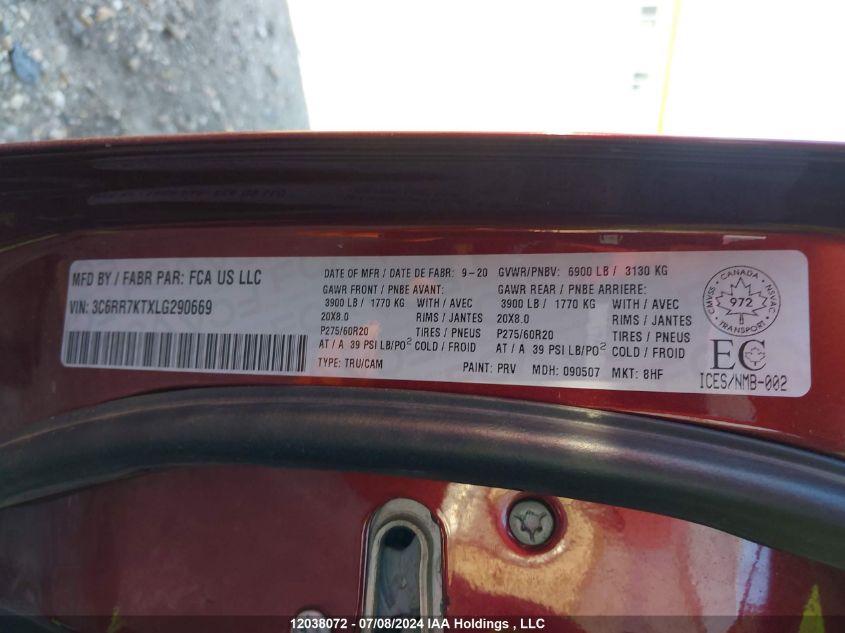 MFD BY / FABR PAR: FCA US LLC
VIN: 3C6RR7KTXLG290669
DATE OF MFR / DATE DE FABR: 9-20 GVWR/PNBV: 6900 LB / 3130 KG
GAWR FRONT / PNBE AVANT: GAWR REAR / PNBE ARRIERE:
3900 LB / 1770 KG WITH / AVEC 3900 LB / 1770 KG WITH / AVEC
20X8.0 RIMS / JANTES 20X8.0 RIMS / JANTES
P275/60R20 TIRES / PNEUS P275/60R20 TIRES / PNEUS
AT / A 39 PSI LB/PO² COLD / FROID AT / A 39 PSI LB/PO² COLD / FROID
TYPE: TRU/CAM PAINT: PRV MDH: 090507 MKT: 8HF
CANADA
CMVSS 972 NSVAC
TRANSPORT
EC
ICES/NMB-002
12038072 - 07/08/2024 IAA Holdings , LLC